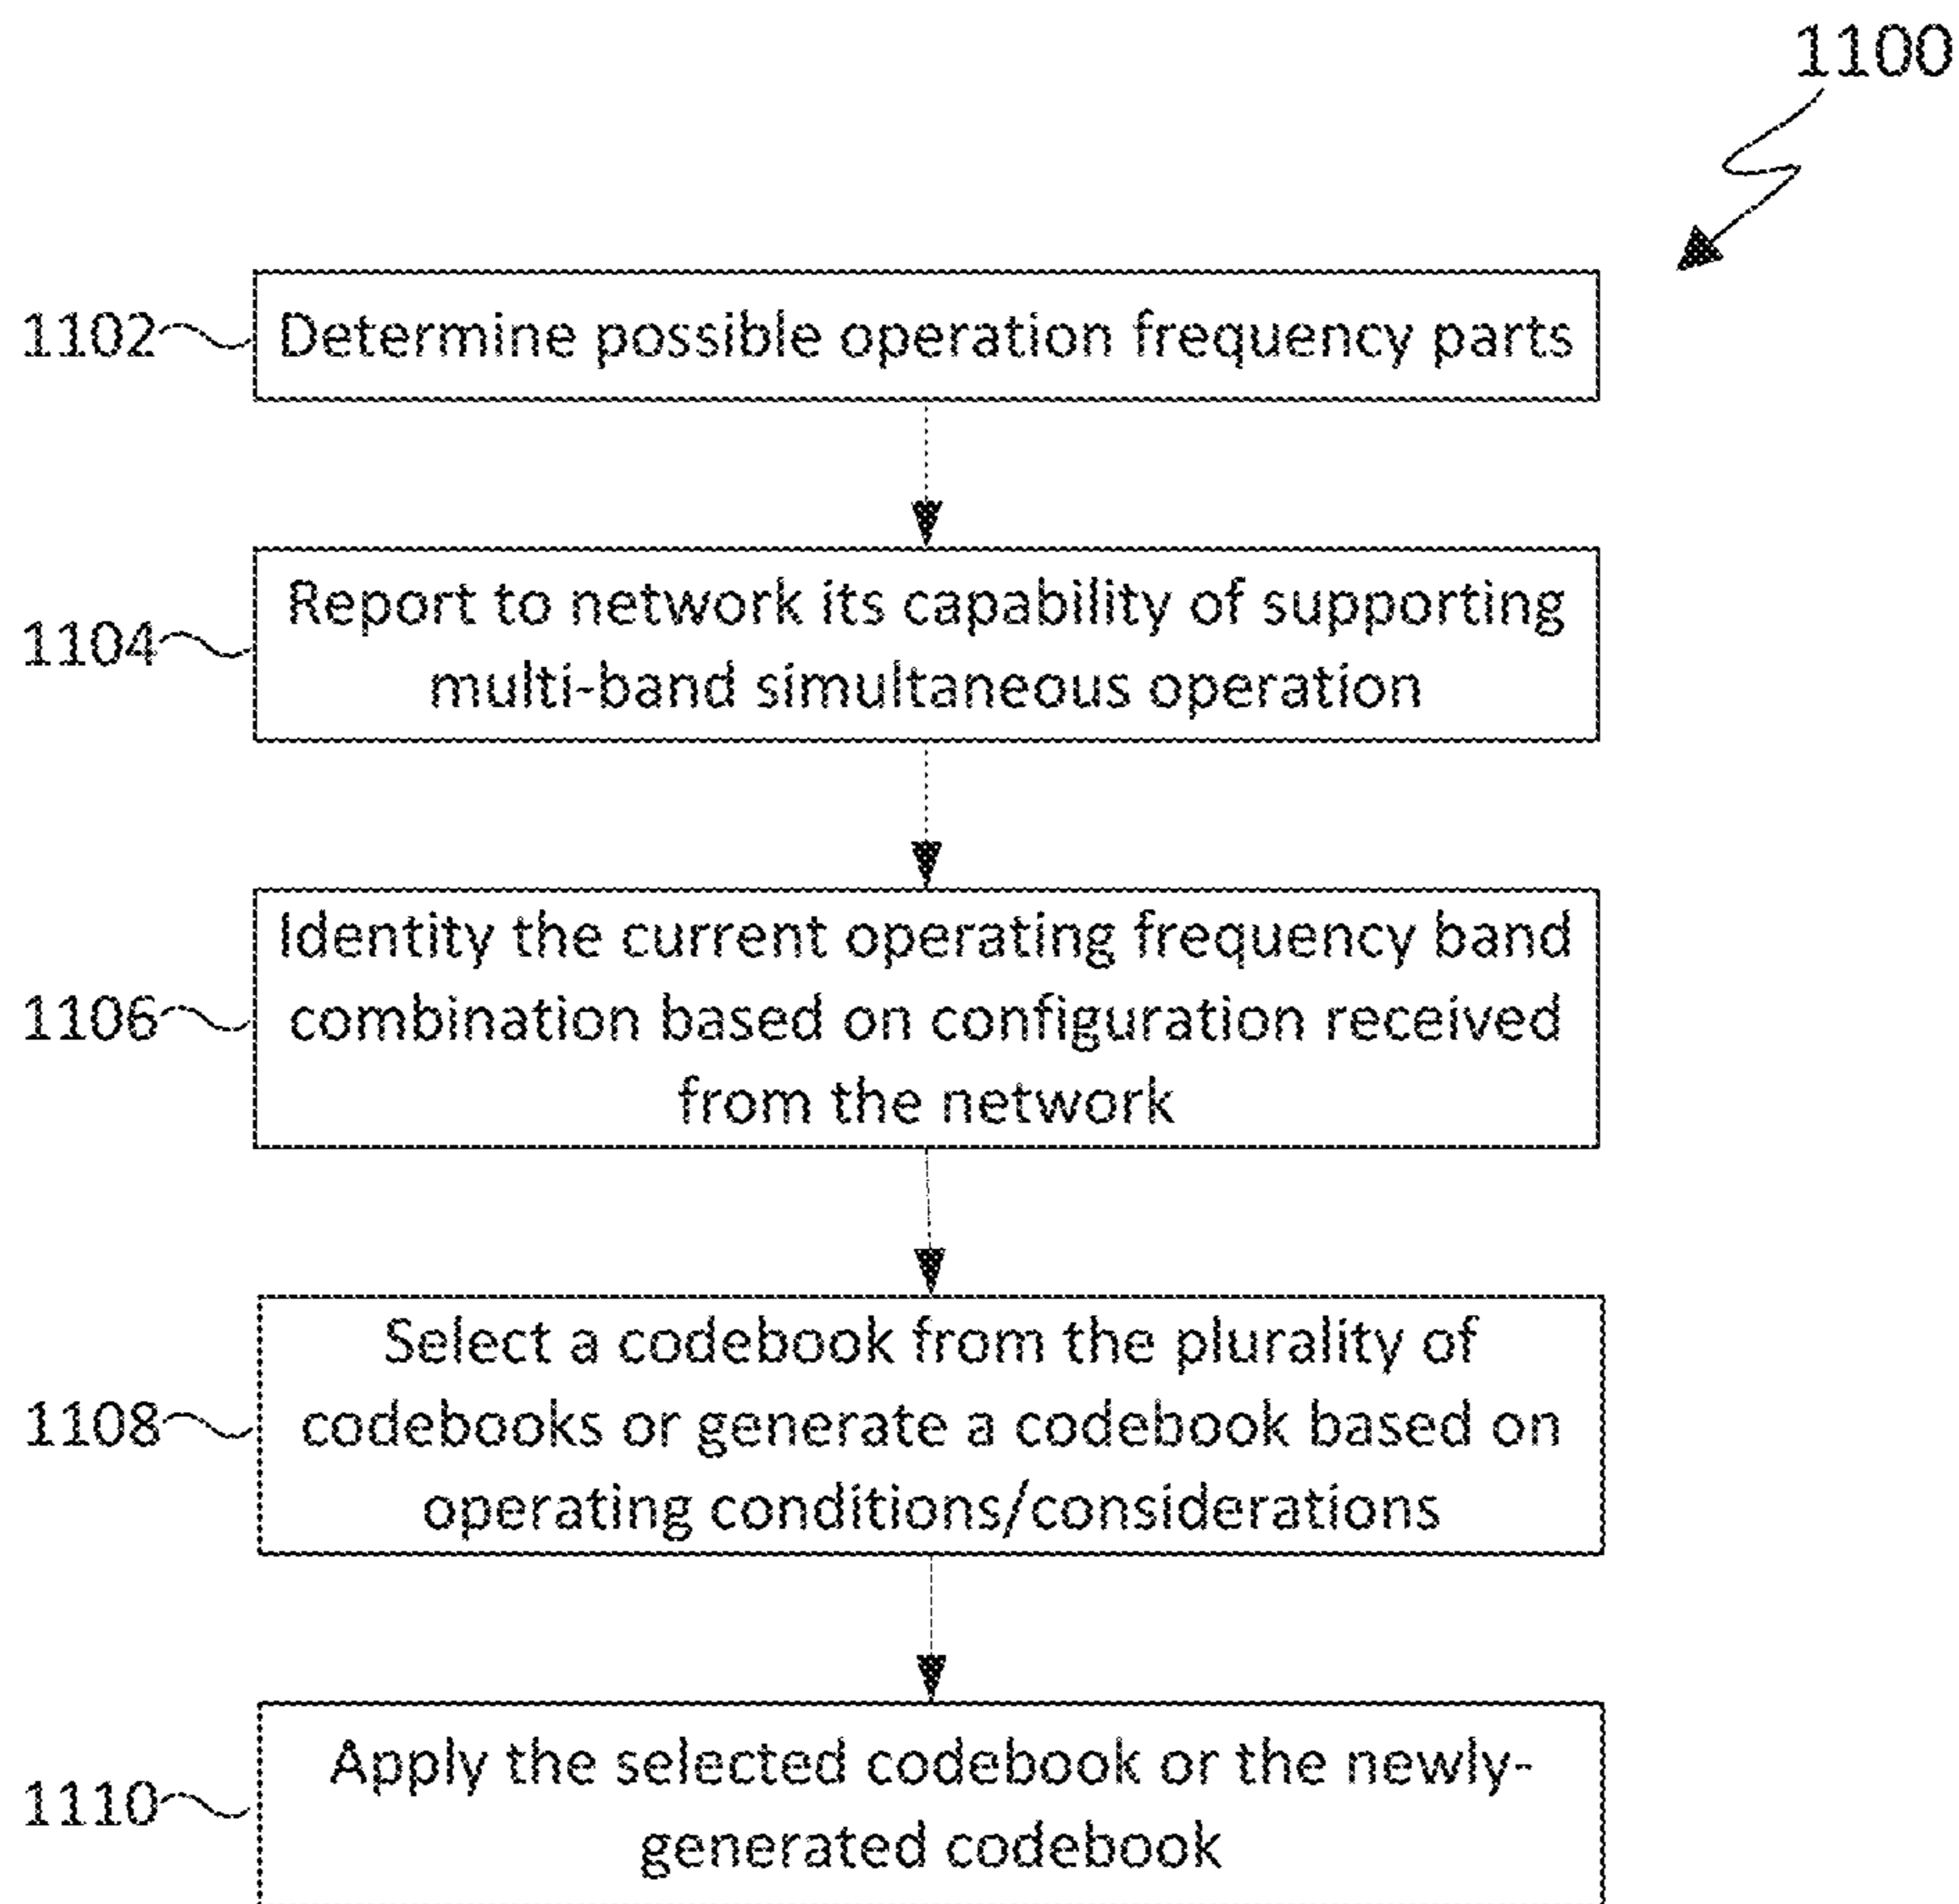 1100
1102
Determine possible operation frequency parts
1104
Report to network its capability of supporting
multi-band simultaneous operation
1106
Identity the current operating frequency band
combination based on configuration received
from the network
1108
Select a codebook from the plurality of
codebooks or generate a codebook based on
operating conditions/considerations
1110
Apply the selected codebook or the newly-
generated codebook